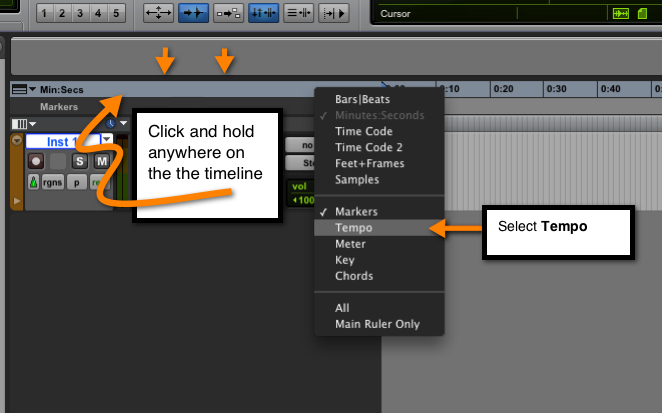 1 2 3 4 5
Cursor
Min:Secs
0:10 0:20 0:30 0:40
Markers
Inst 1
S M
rgns p
no
vol
100
Click and hold
anywhere on
the the timeline
Bars|Beats
✓ Minutes:Seconds
Time Code
Time Code 2
Feet+Frames
Samples
✓ Markers
Tempo
Meter
Key
Chords
All
Main Ruler Only
Select Tempo